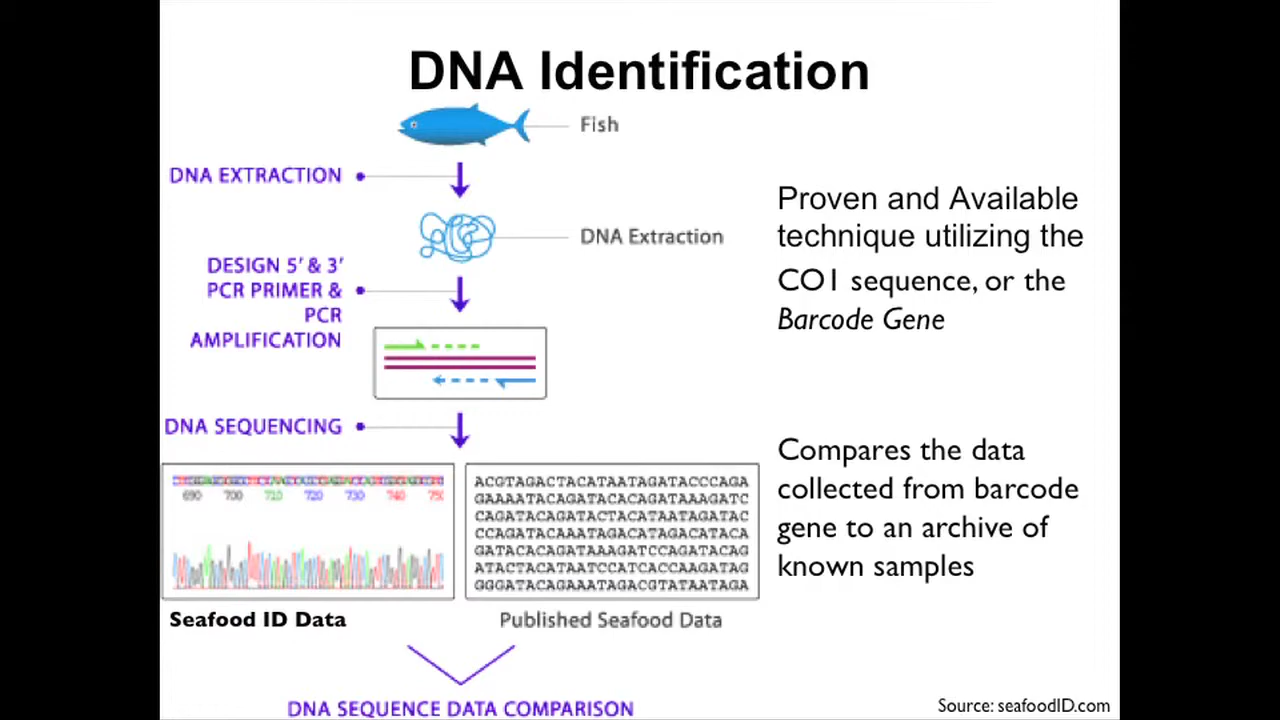 DNA Identification
Fish
DNA EXTRACTION
DNA Extraction
DESIGN 5' & 3'
PCR PRIMER &
PCR
AMPLIFICATION
Proven and Available
technique utilizing the
CO1 sequence, or the
Barcode Gene
DNA SEQUENCING
690 700 710 720 730 740 750
ACGTAGACTACATAATAGATACCCAGA
GAAAATACAGATACACAGATAAAGATC
CAGATACAGATACTACATAATAGATAC
CCAGATACAAATAGACATAGACATACA
GATACACAGATAAAGATCCAGATACAG
ATACTACATAATCCATCACCAAGATAG
GGGATACAGAAATAGACGTATAATAGA
Seafood ID Data
Published Seafood Data
Compares the data
collected from barcode
gene to an archive of
known samples
DNA SEQUENCE DATA COMPARISON
Source: seafoodID.com